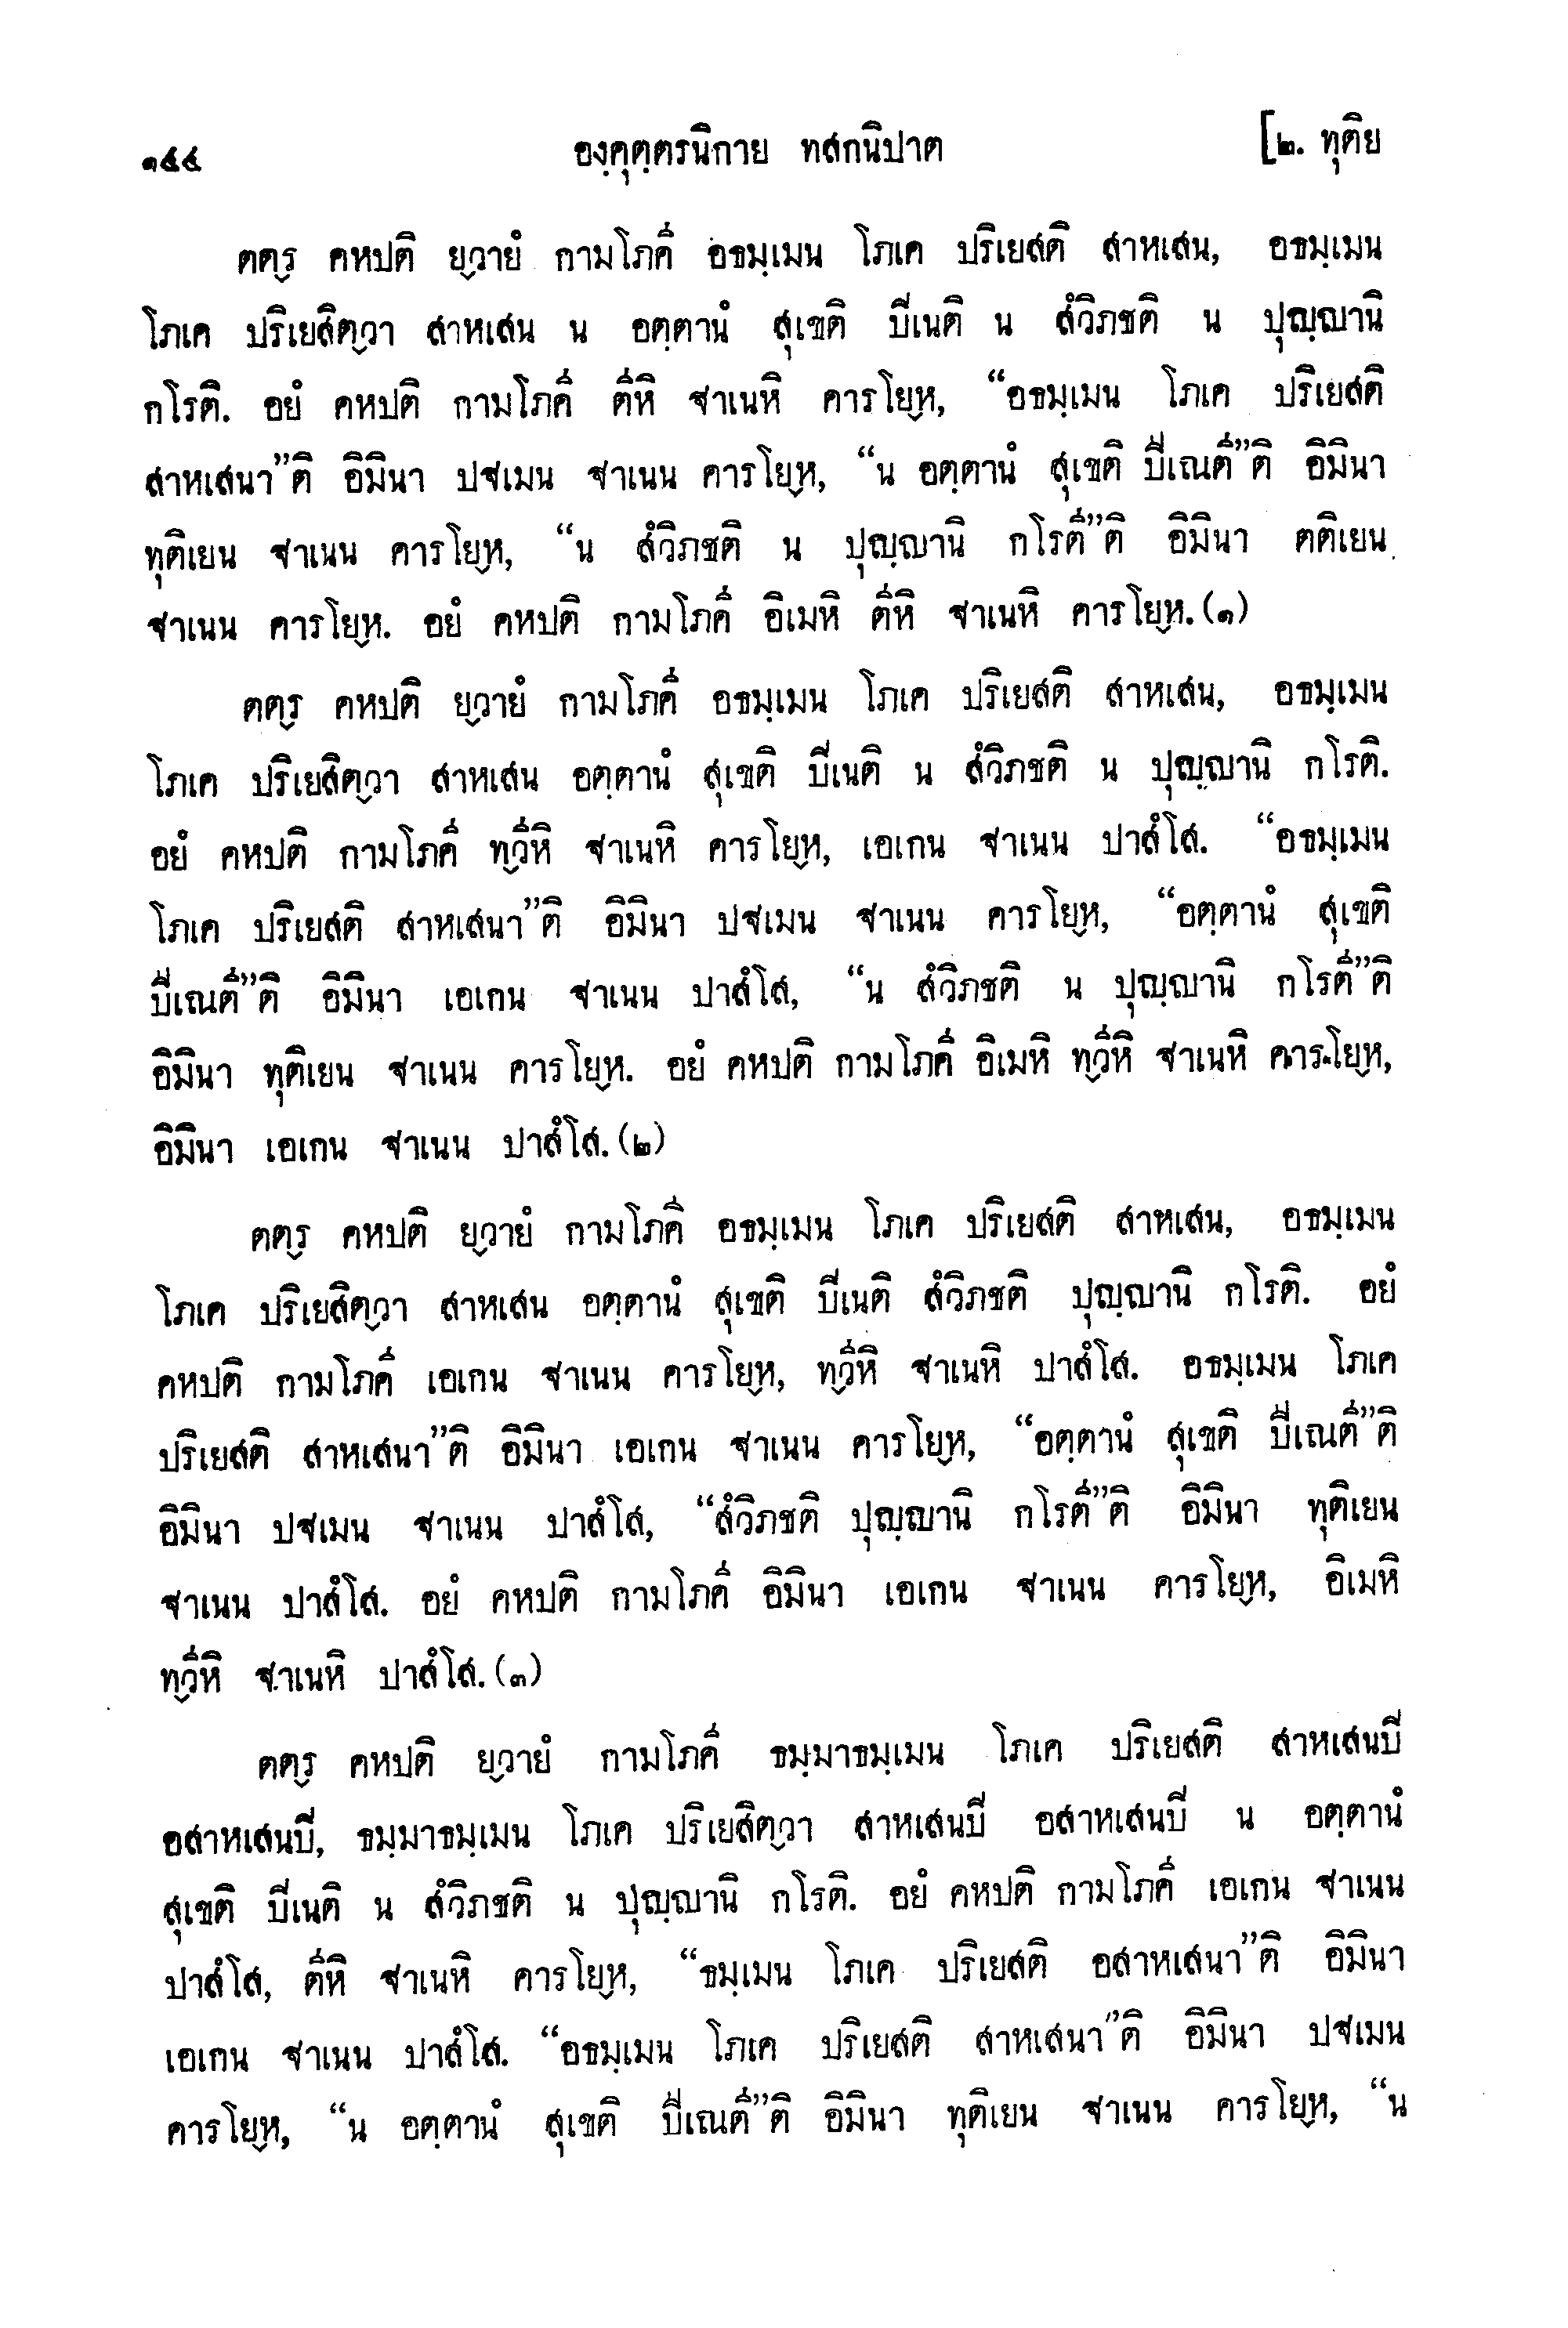 ๑๔๔ องฺคุตฺตรนิกาย ทสกนิปาต [๒. ทุติย
ตตฺร คหปติ ยฺวายํ กามโภคี อธมฺเมน โภเค ปริเยสติ สาหเสน, อธมฺเมน
โภเค ปริเยสิตฺวา สาหเสน น อตฺตานํ สุเขติ ปีเนติ น สํวิภชติ น ปุญฺญานิ
กโรติ. อยํ คหปติ กามโภคี ตีหิ ฐาเนหิ คารโยฺห, “อธมฺเมน โภเค ปริเยสติ
สาหเสนา”ติ อิมินา ปฐเมน ฐาเนน คารโยฺห, “น อตฺตานํ สุเขติ ปีเณตี”ติ อิมินา
ทุติเยน ฐาเนน คารโยฺห, “น สํวิภชติ น ปุญฺญานิ กโรตี”ติ อิมินา ตติเยน
ฐาเนน คารโยฺห. อยํ คหปติ กามโภคี อิเมหิ ตีหิ ฐาเนหิ คารโยฺห.(๑)
ตตฺร คหปติ ยฺวายํ กามโภคี อธมฺเมน โภเค ปริเยสติ สาหเสน, อธมฺเมน
โภเค ปริเยสิตฺวา สาหเสน อตฺตานํ สุเขติ ปีเนติ น สํวิภชติ น ปุญฺญานิ กโรติ.
อยํ คหปติ กามโภคี ทฺวีหิ ฐาเนหิ คารโยฺห, เอเกน ฐาเนน ปาสํโส. “อธมฺเมน
โภเค ปริเยสติ สาหเสนา”ติ อิมินา ปฐเมน ฐาเนน คารโยฺห, “อตฺตานํ สุเขติ
ปีเณตี”ติ อิมินา เอเกน ฐาเนน ปาสํโส, “น สํวิภชติ น ปุญฺญานิ กโรตี”ติ
อิมินา ทุติเยน ฐาเนน คารโยฺห. อยํ คหปติ กามโภคี อิเมหิ ทฺวีหิ ฐาเนหิ คารโยฺห,
อิมินา เอเกน ฐาเนน ปาสํโส.(๒)
ตตฺร คหปติ ยฺวายํ กามโภคี อธมฺเมน โภเค ปริเยสติ สาหเสน, อธมฺเมน
โภเค ปริเยสิตฺวา สาหเสน อตฺตานํ สุเขติ ปีเนติ สํวิภชติ ปุญฺญานิ กโรติ. อยํ
คหปติ กามโภคี เอเกน ฐาเนน คารโยฺห, ทฺวีหิ ฐาเนหิ ปาสํโส. อธมฺเมน โภเค
ปริเยสติ สาหเสนา”ติ อิมินา เอเกน ฐาเนน คารโยฺห, “อตฺตานํ สุเขติ ปีเณตี”ติ
อิมินา ปฐเมน ฐาเนน ปาสํโส, “สํวิภชติ ปุญฺญานิ กโรตี”ติ อิมินา ทุติเยน
ฐาเนน ปาสํโส. อยํ คหปติ กามโภคี อิมินา เอเกน ฐาเนน คารโยฺห, อิเมหิ
ทฺวีหิ ฐาเนหิ ปาสํโส.(๓)
ตตฺร คหปติ ยฺวายํ กามโภคี ธมฺมาธมฺเมน โภเค ปริเยสติ สาหเสนปิ
อสาหเสนปิ, ธมฺมาธมฺเมน โภเค ปริเยสิตฺวา สาหเสนปิ อสาหเสนปิ น อตฺตานํ
สุเขติ ปีเนติ น สํวิภชติ น ปุญฺญานิ กโรติ. อยํ คหปติ กามโภคี เอเกน ฐาเนน
ปาสํโส, ตีหิ ฐาเนหิ คารโยฺห, “ธมฺเมน โภเค ปริเยสติ อสาหเสนา”ติ อิมินา
เอเกน ฐาเนน ปาสํโส. “อธมฺเมน โภเค ปริเยสติ สาหเสนา”ติ อิมินา ปฐเมน
คารโยฺห, “น อตฺตานํ สุเขติ ปีเณตี”ติ อิมินา ทุติเยน ฐาเนน คารโยฺห, “น